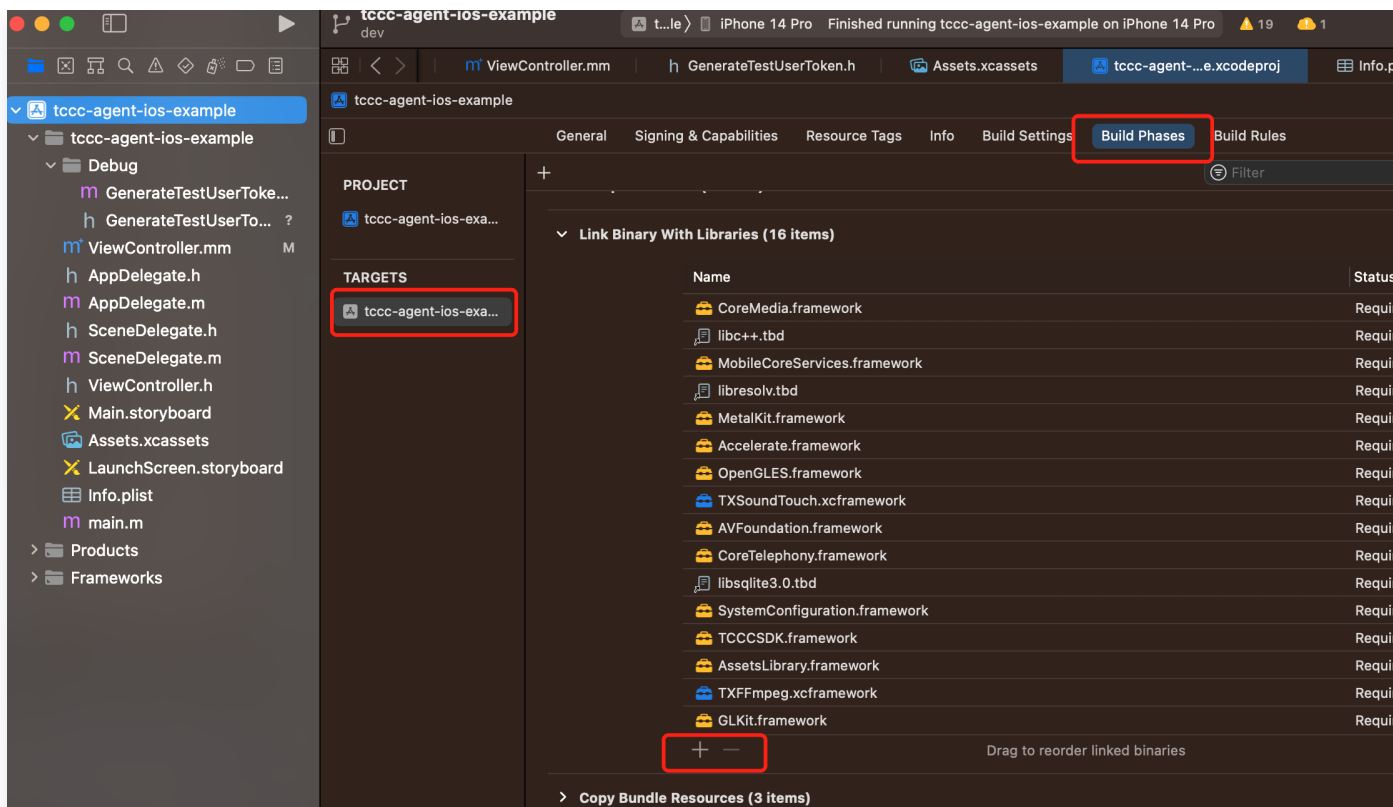 tccc-agent-ios-example
dev
t...le 〉 iPhone 14 Pro Finished running tccc-agent-ios-example on iPhone 14 Pro 19 1
ViewController.mm
GenerateTestUserToken.h
Assets.xcassets
tccc-agent-...e.xcodeproj
Info.p
tccc-agent-ios-example
tccc-agent-ios-example
Debug
GenerateTestUserToke...
GenerateTestUserTo... ?
ViewController.mm M
AppDelegate.h
AppDelegate.m
SceneDelegate.h
SceneDelegate.m
ViewController.h
Main.storyboard
Assets.xcassets
LaunchScreen.storyboard
Info.plist
main.m
Products
Frameworks
tccc-agent-ios-example
General Signing & Capabilities Resource Tags Info Build Settings Build Phases Build Rules
PROJECT
tccc-agent-ios-exa...
TARGETS
tccc-agent-ios-exa...
+ Filter
Link Binary With Libraries (16 items)
Name Status
CoreMedia.framework Requi
libc++.tbd Requi
MobileCoreServices.framework Requi
libresolv.tbd Requi
MetalKit.framework Requi
Accelerate.framework Requi
OpenGLES.framework Requi
TXSoundTouch.xcframework Requi
AVFoundation.framework Requi
CoreTelephony.framework Requi
libsqlite3.0.tbd Requi
SystemConfiguration.framework Requi
TCCCSDK.framework Requi
AssetsLibrary.framework Requi
TXFFmpeg.xcframework Requi
GLKit.framework Requi
+ − Drag to reorder linked binaries
Copy Bundle Resources (3 items)